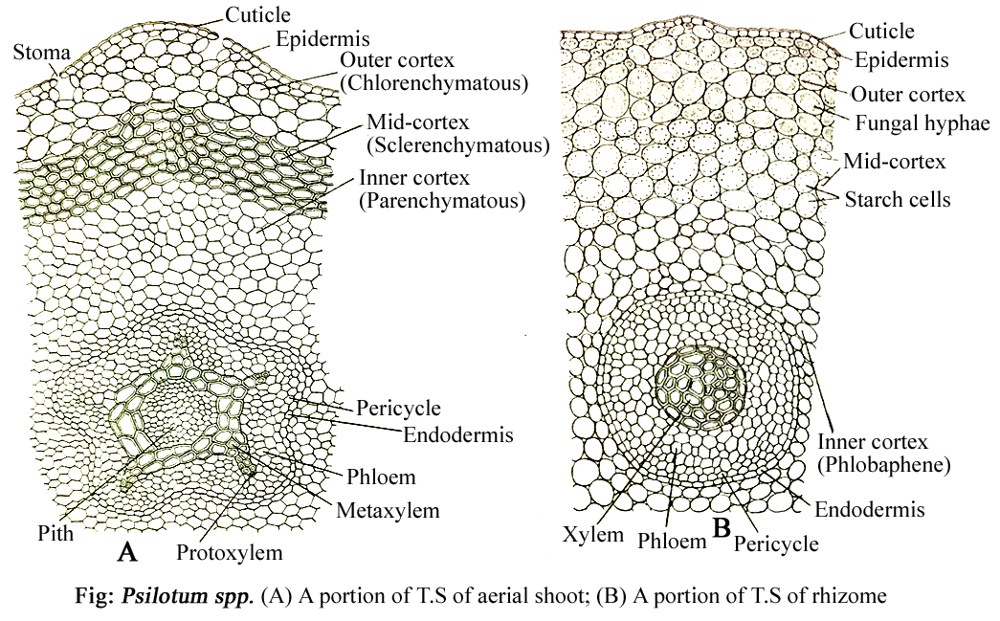 Cuticle
Stoma
Epidermis
Outer cortex
(Chlorenchymatous)
Mid-cortex
(Sclerenchymatous)
Inner cortex
(Parenchymatous)
Pericycle
Endodermis
Phloem
Metaxylem
Pith
Protoxylem
A
Cuticle
Epidermis
Outer cortex
Fungal hyphae
Mid-cortex
Starch cells
Inner cortex
(Phlobaphene)
Endodermis
Xylem
Phloem
Pericycle
B
Fig: Psilotum spp. (A) A portion of T.S of aerial shoot; (B) A portion of T.S of rhizome